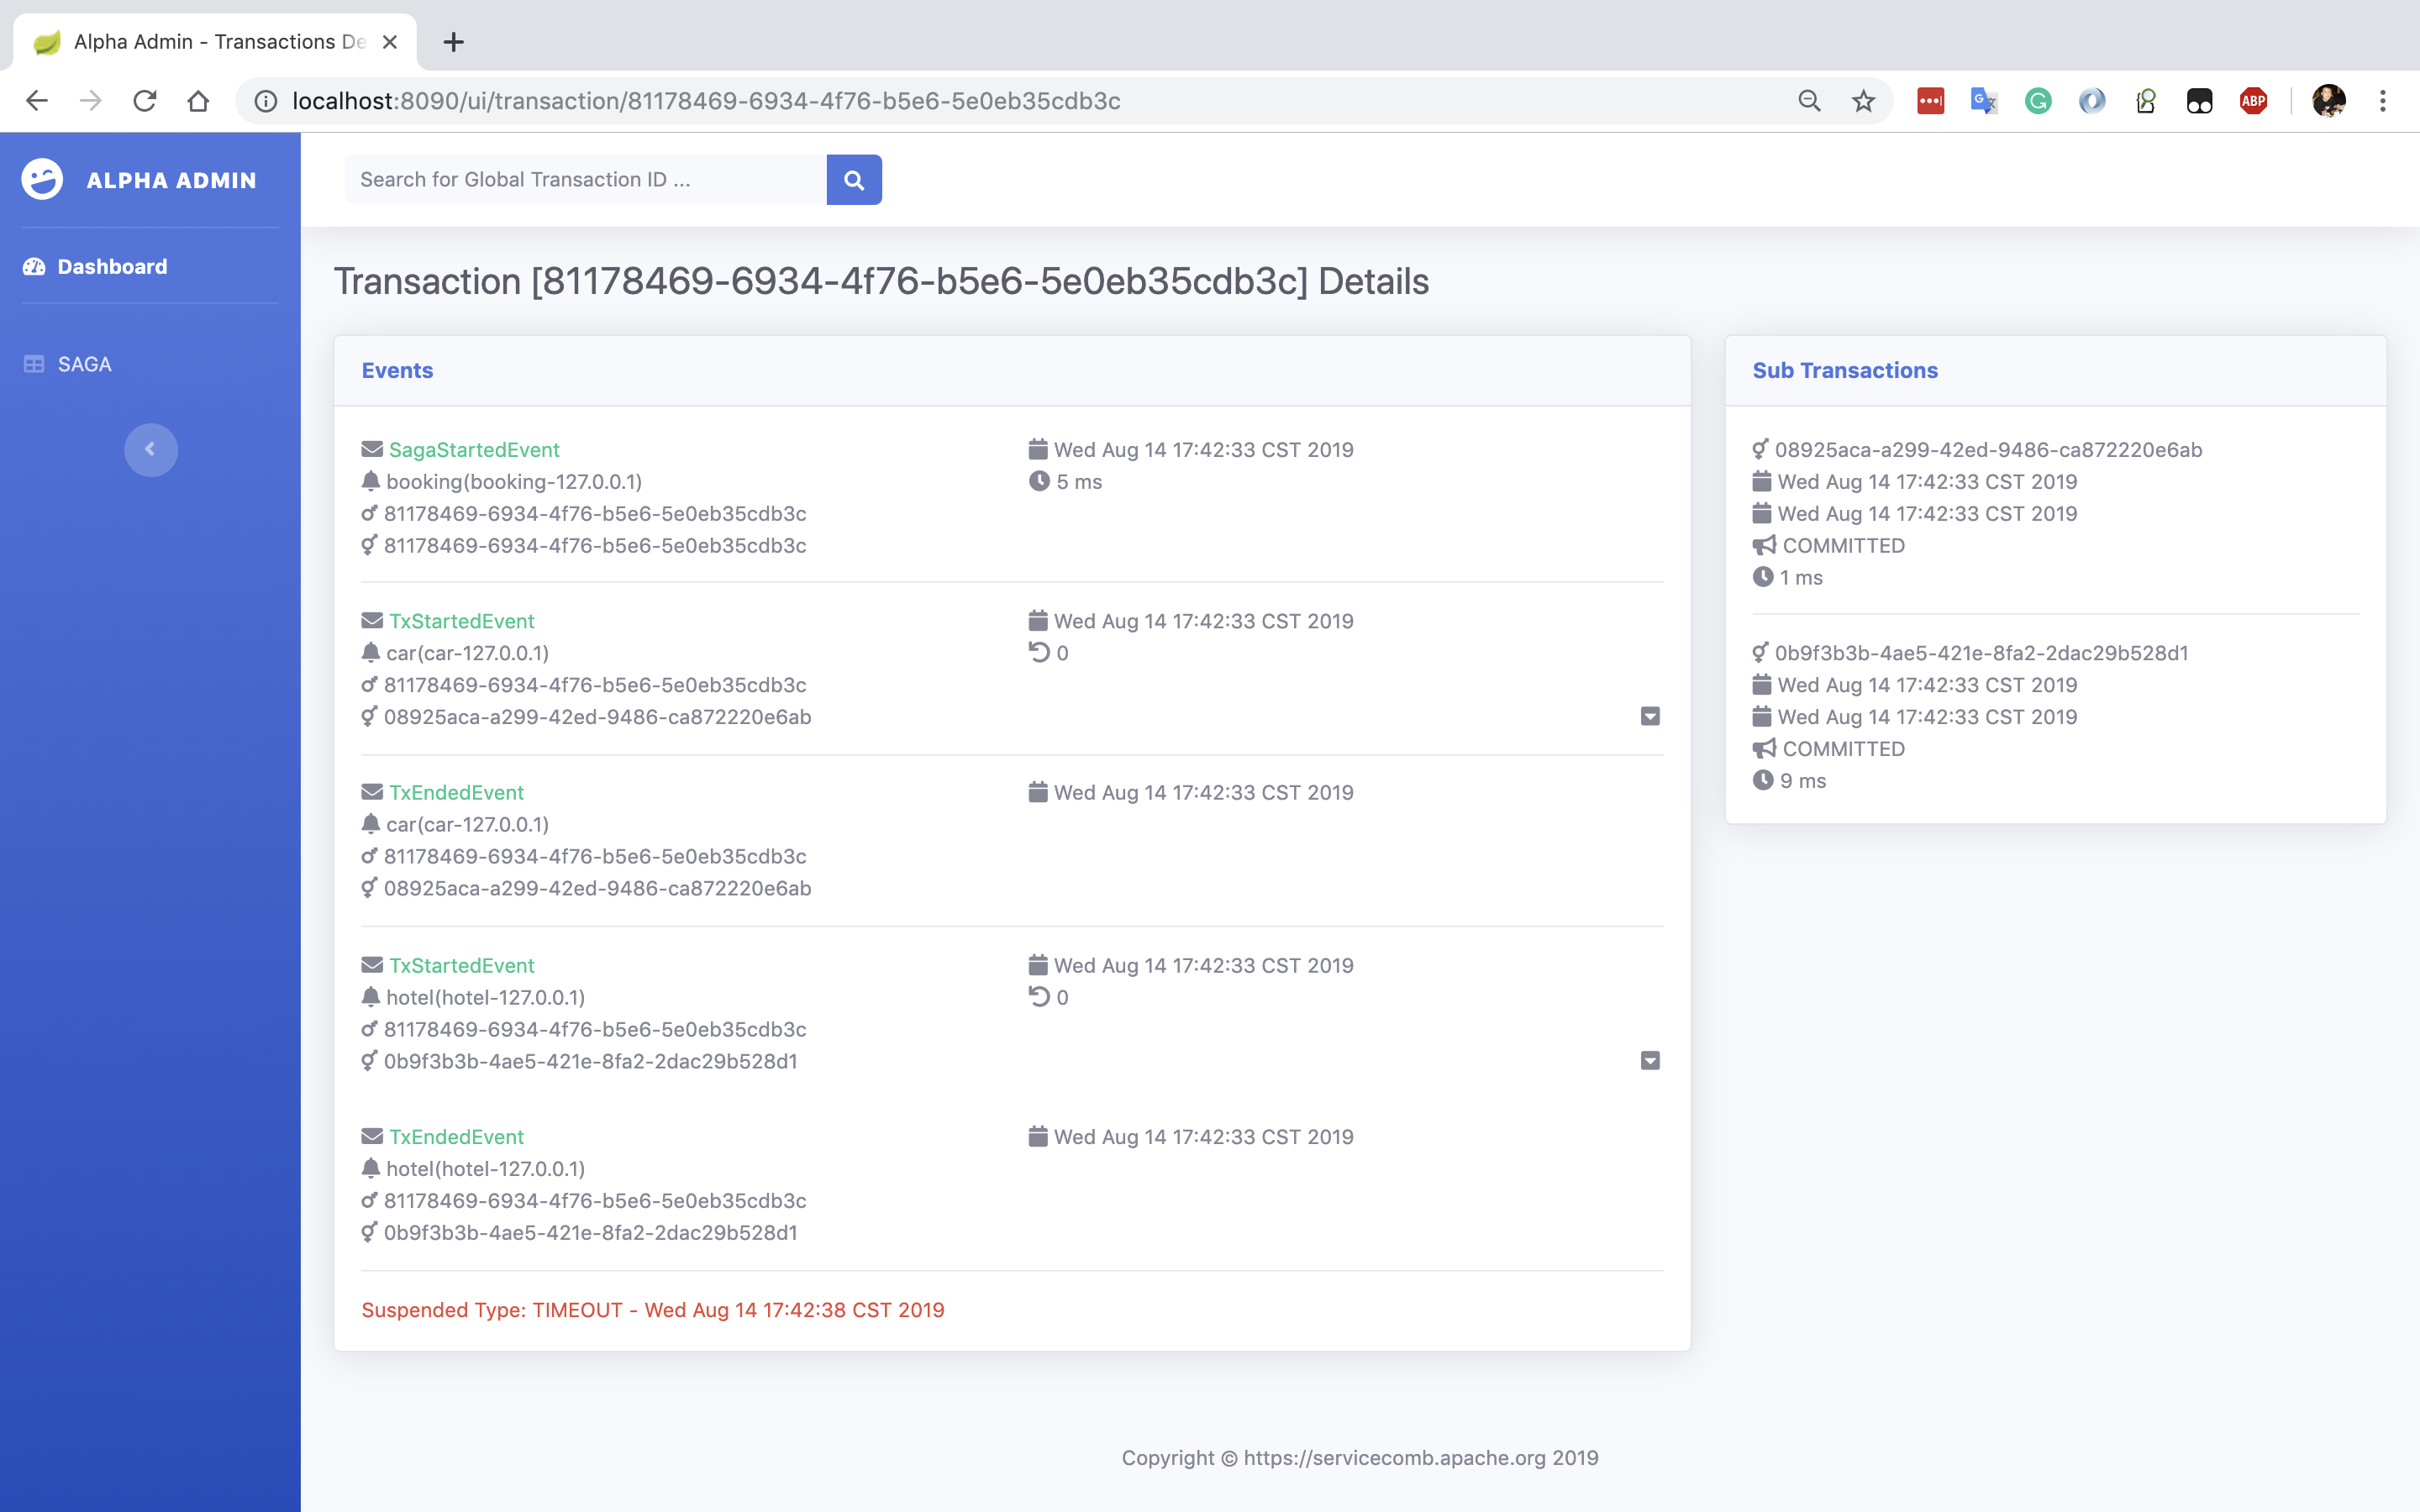 Alpha Admin - Transactions De
localhost:8090/ui/transaction/81178469-6934-4f76-b5e6-5e0eb35cdb3c
ABP
ALPHA ADMIN
Search for Global Transaction ID ...
Dashboard
SAGA
Transaction [81178469-6934-4f76-b5e6-5e0eb35cdb3c] Details
Events
SagaStartedEvent
Wed Aug 14 17:42:33 CST 2019
booking(booking-127.0.0.1)
5 ms
81178469-6934-4f76-b5e6-5e0eb35cdb3c
81178469-6934-4f76-b5e6-5e0eb35cdb3c
TxStartedEvent
Wed Aug 14 17:42:33 CST 2019
car(car-127.0.0.1)
0
81178469-6934-4f76-b5e6-5e0eb35cdb3c
08925aca-a299-42ed-9486-ca872220e6ab
TxEndedEvent
Wed Aug 14 17:42:33 CST 2019
car(car-127.0.0.1)
81178469-6934-4f76-b5e6-5e0eb35cdb3c
08925aca-a299-42ed-9486-ca872220e6ab
TxStartedEvent
Wed Aug 14 17:42:33 CST 2019
hotel(hotel-127.0.0.1)
0
81178469-6934-4f76-b5e6-5e0eb35cdb3c
0b9f3b3b-4ae5-421e-8fa2-2dac29b528d1
TxEndedEvent
Wed Aug 14 17:42:33 CST 2019
hotel(hotel-127.0.0.1)
81178469-6934-4f76-b5e6-5e0eb35cdb3c
0b9f3b3b-4ae5-421e-8fa2-2dac29b528d1
Suspended Type: TIMEOUT - Wed Aug 14 17:42:38 CST 2019
Sub Transactions
08925aca-a299-42ed-9486-ca872220e6ab
Wed Aug 14 17:42:33 CST 2019
Wed Aug 14 17:42:33 CST 2019
COMMITTED
1 ms
0b9f3b3b-4ae5-421e-8fa2-2dac29b528d1
Wed Aug 14 17:42:33 CST 2019
Wed Aug 14 17:42:33 CST 2019
COMMITTED
9 ms
Copyright © https://servicecomb.apache.org 2019